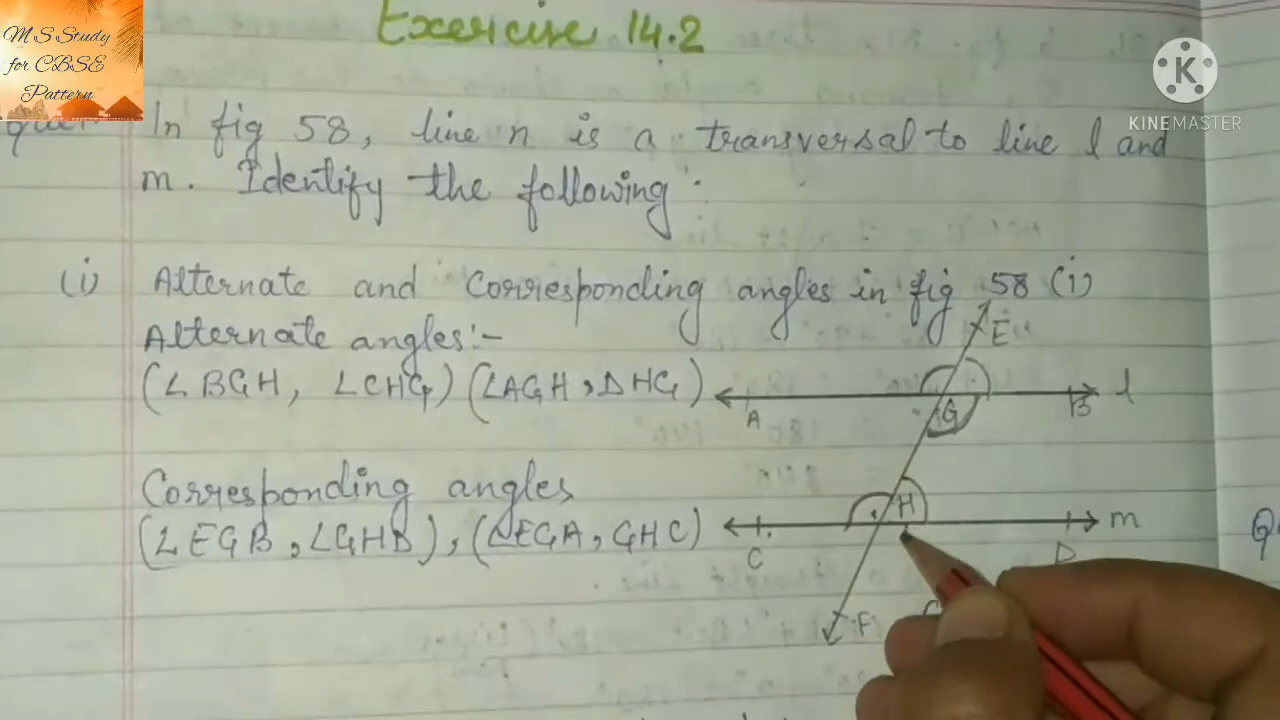 M S Study
for CBSE
Pattern
KINEMASTER
Exercise 14.2
In fig 58, line n is a transversal to line l and
m. Identify the following :
(i) Alternate and Corresponding angles in fig 58 (i)
Alternate angles:-
(∠BGH, ∠CHG) (∠AGH, DHG)
Corresponding angles
(∠EGB, ∠GHD), (∠EGA, GHC)
E
A
G
B
l
H
m
C
D
F